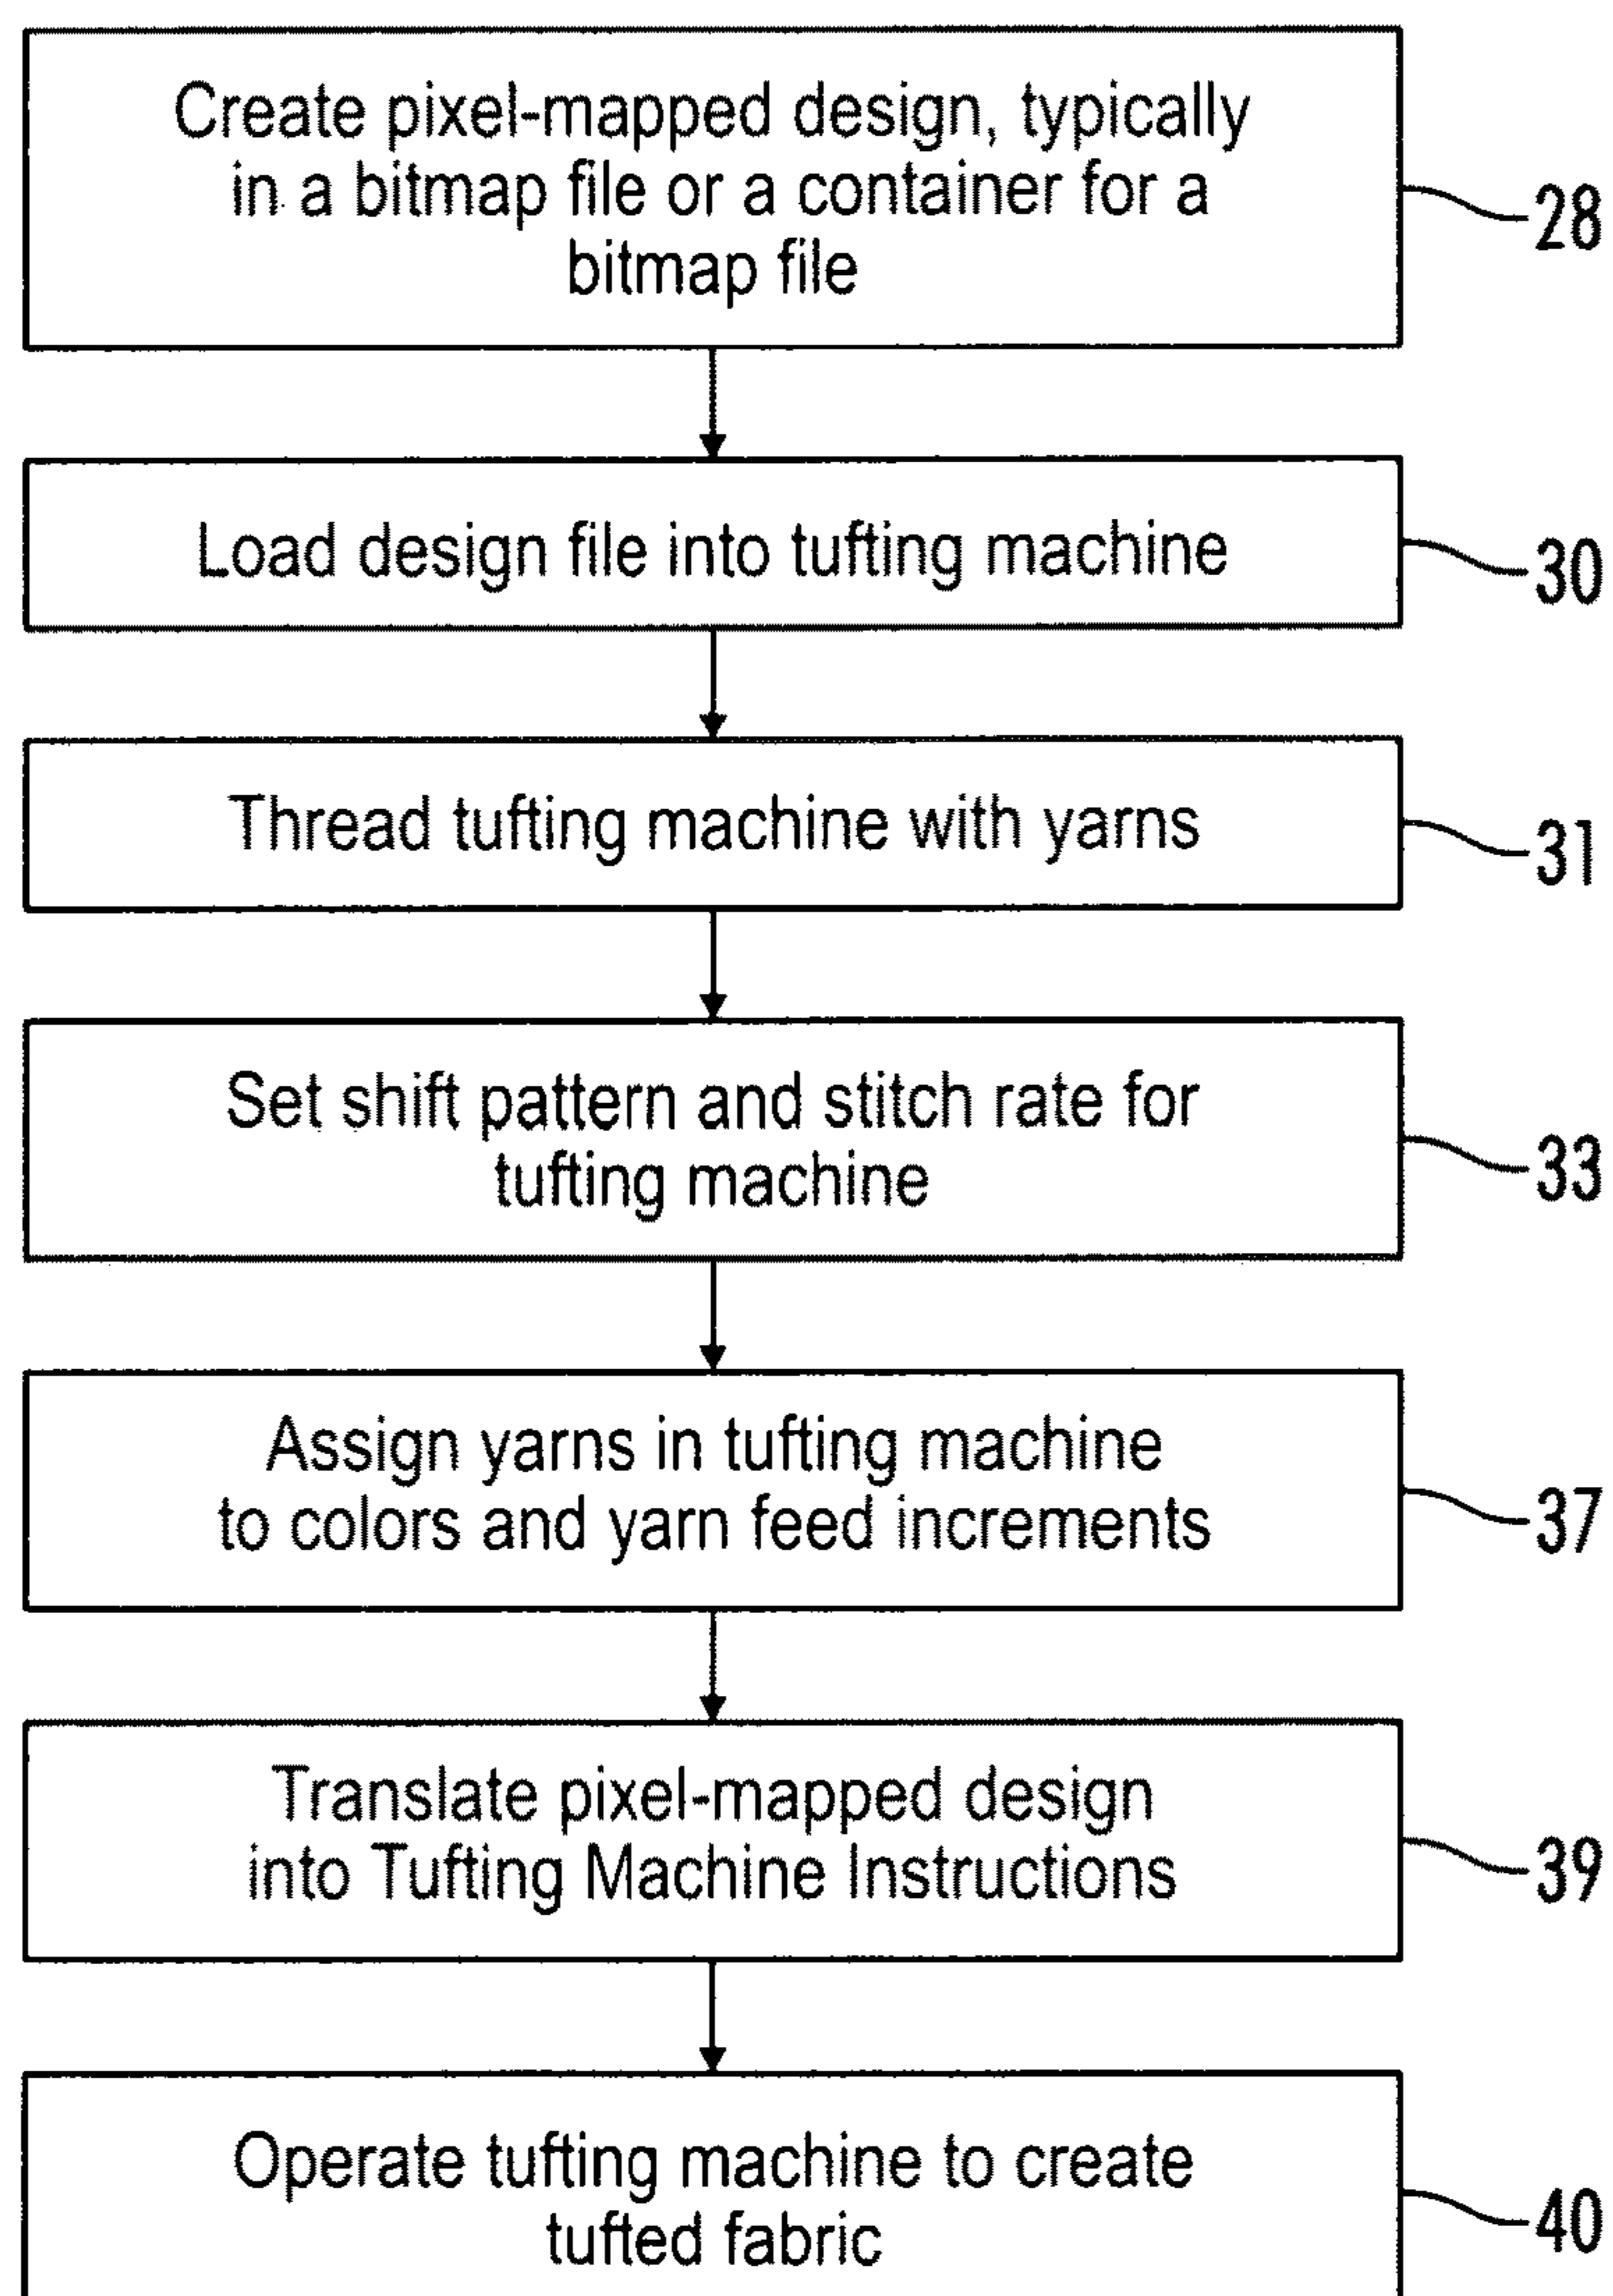 Create pixel-mapped design, typically
in a bitmap file or a container for a
bitmap file
28
Load design file into tufting machine
30
Thread tufting machine with yarns
31
Set shift pattern and stitch rate for
tufting machine
33
Assign yarns in tufting machine
to colors and yarn feed increments
37
Translate pixel-mapped design
into Tufting Machine Instructions
39
Operate tufting machine to create
tufted fabric
40